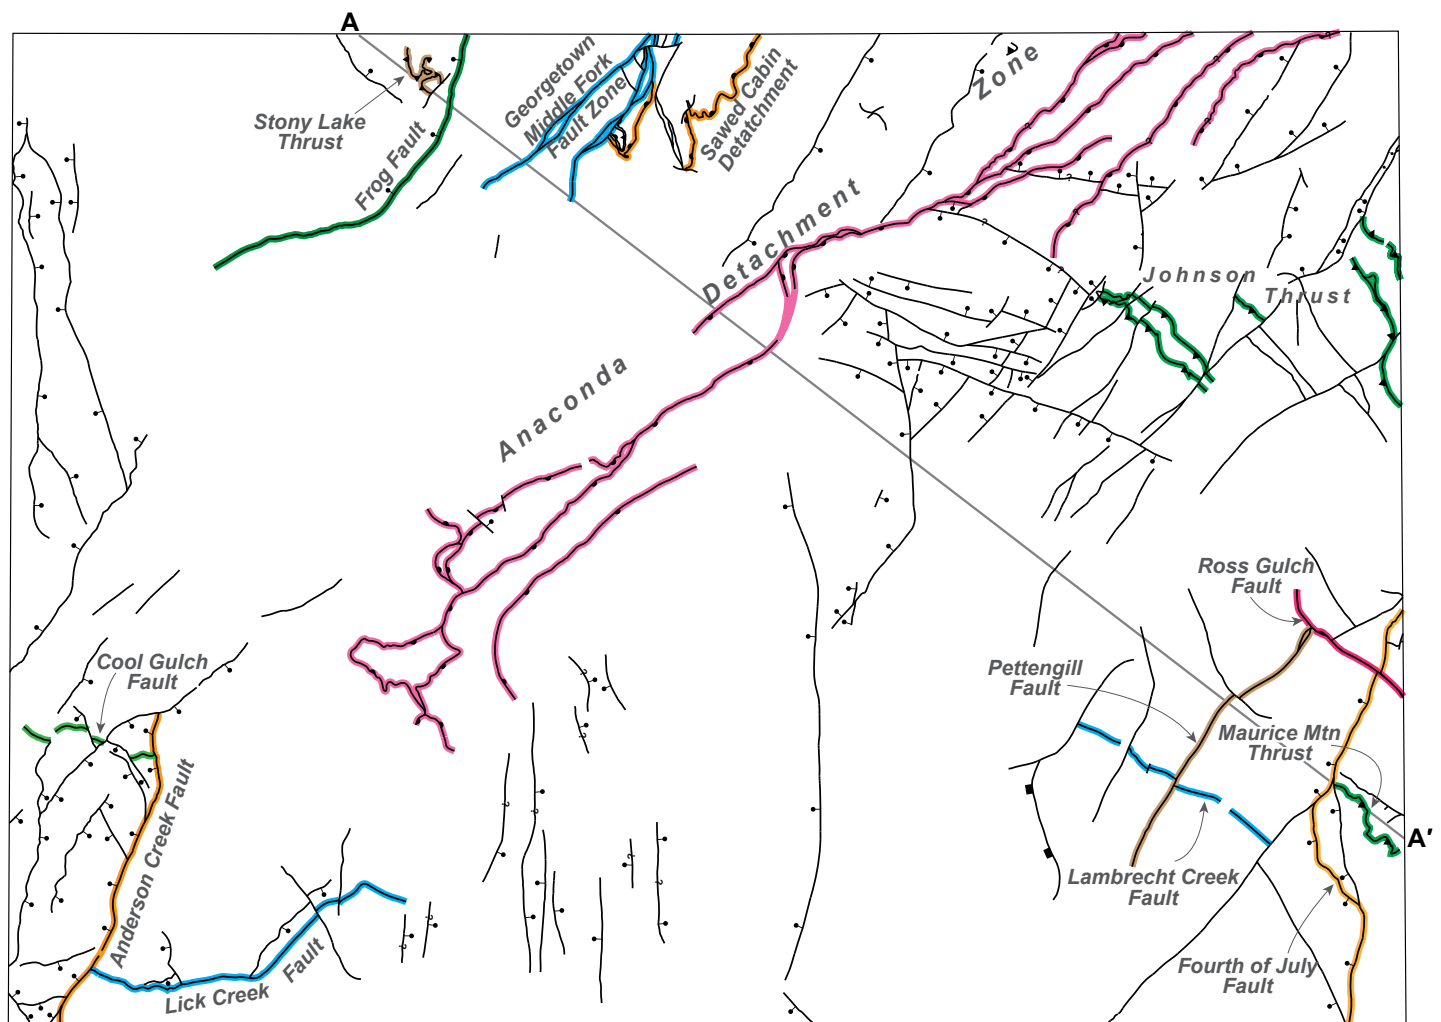 A
Georgetown
Middle Fork
Fault Zone
Sawed Cabin
Detatchment
Zone
Stony Lake
Thrust
Frog Fault
Detachment
Johnson
Thrust
Anaconda
Ross Gulch
Fault
Cool Gulch
Fault
Pettengill
Fault
Maurice Mtn
Thrust
A′
Anderson Creek Fault
Lambrecht Creek
Fault
Fourth of July
Fault
Lick Creek
Fault